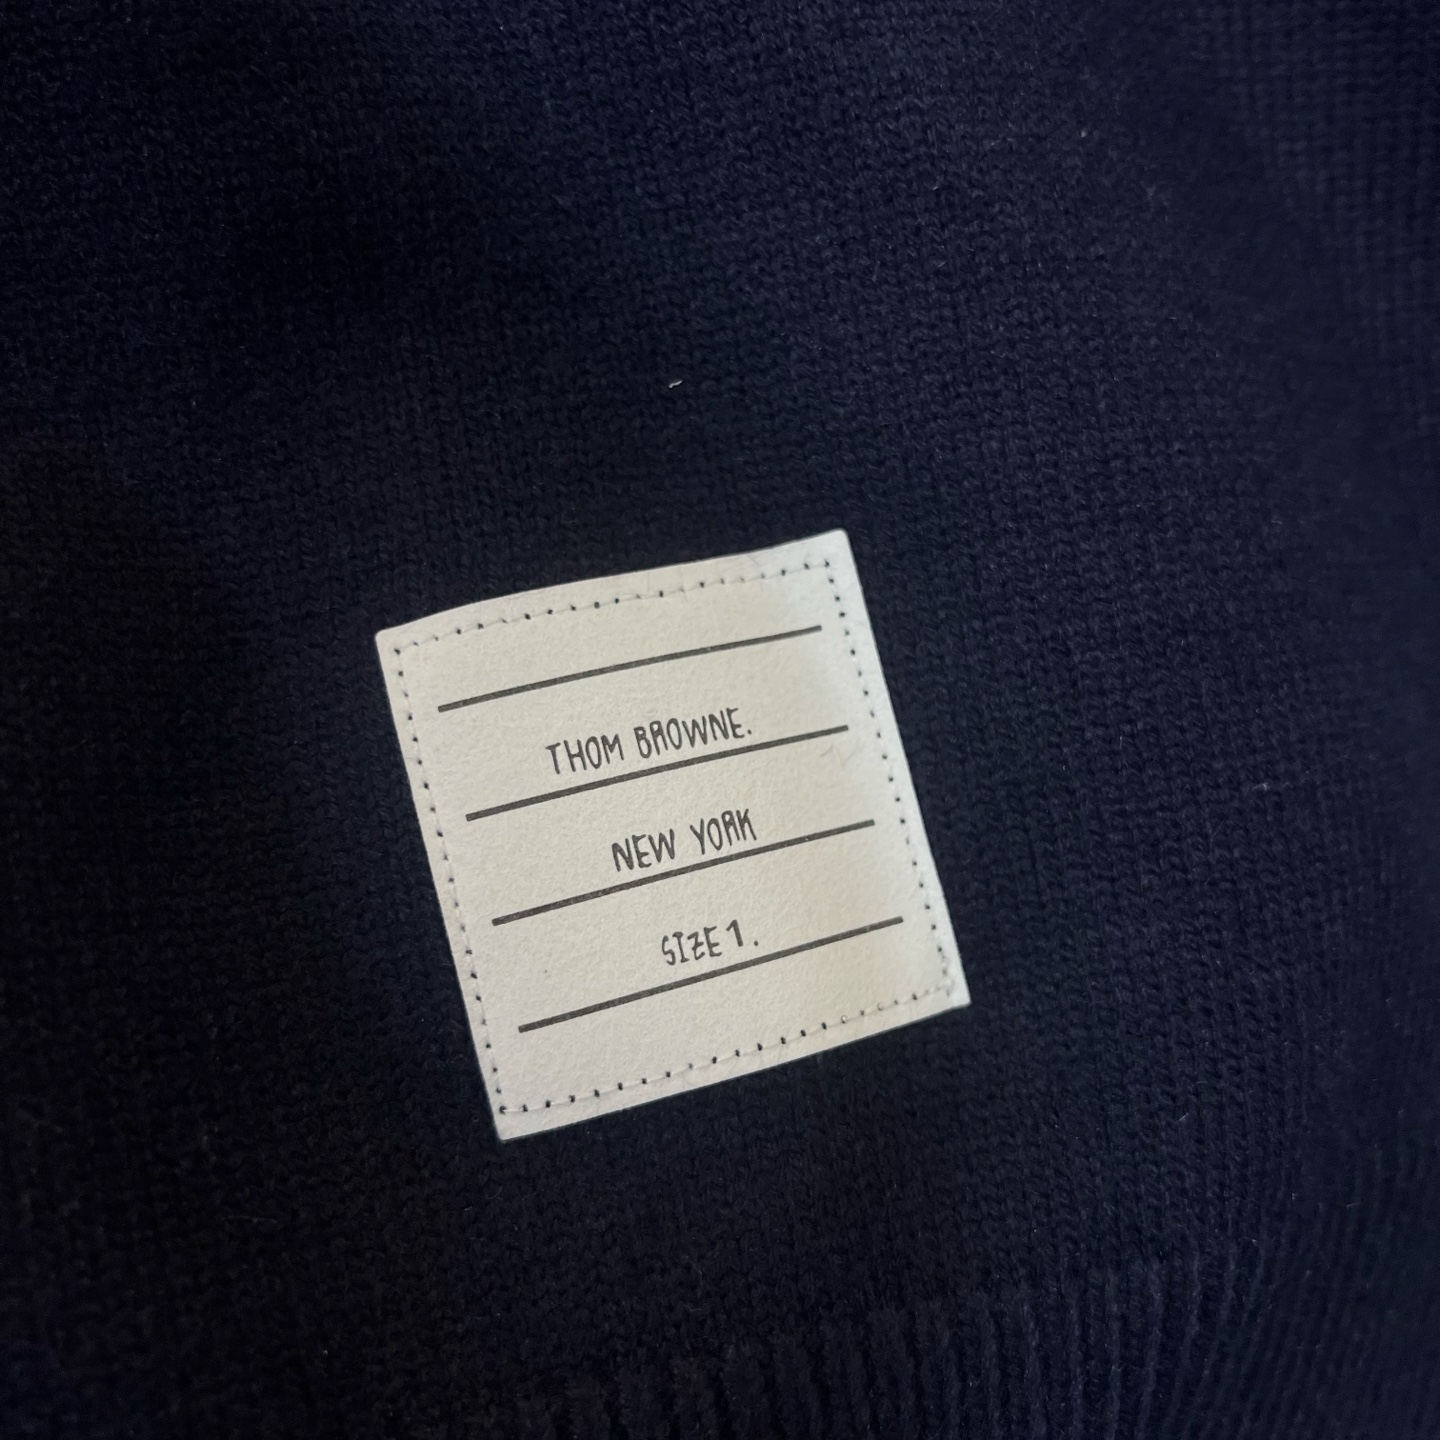 THOM BROWNE.
NEW YORK
SIZE 1.